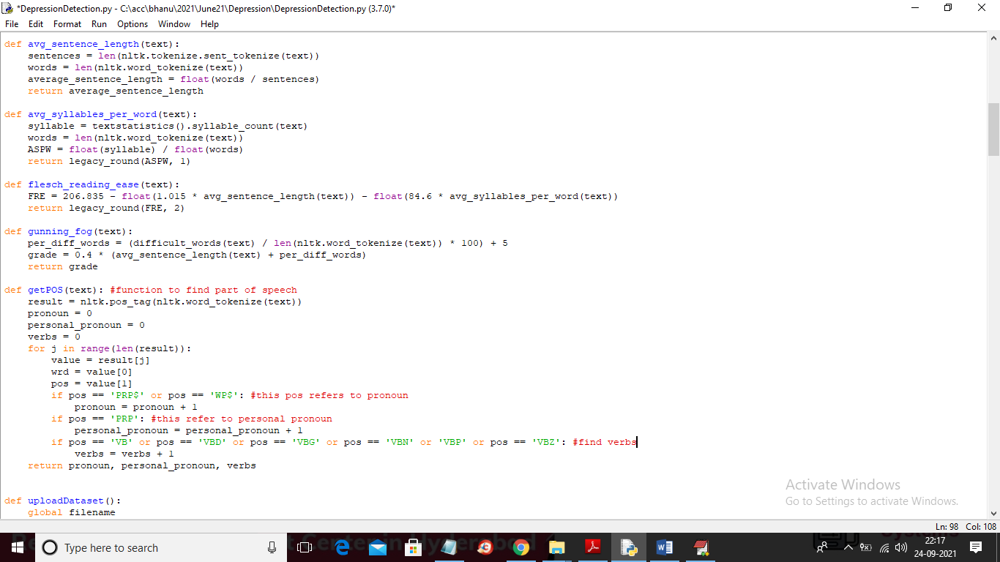 *DepressionDetection.py - C:\acc\bhanu\2021\June21\Depression\DepressionDetection.py (3.7.0)*
File Edit Format Run Options Window Help
def avg_sentence_length(text):
    sentences = len(nltk.tokenize.sent_tokenize(text))
    words = len(nltk.word_tokenize(text))
    average_sentence_length = float(words / sentences)
    return average_sentence_length

def avg_syllables_per_word(text):
    syllable = textstatistics().syllable_count(text)
    words = len(nltk.word_tokenize(text))
    ASPW = float(syllable) / float(words)
    return legacy_round(ASPW, 1)

def flesch_reading_ease(text):
    FRE = 206.835 - float(1.015 * avg_sentence_length(text)) - float(84.6 * avg_syllables_per_word(text))
    return legacy_round(FRE, 2)

def gunning_fog(text):
    per_diff_words = (difficult_words(text) / len(nltk.word_tokenize(text)) * 100) + 5
    grade = 0.4 * (avg_sentence_length(text) + per_diff_words)
    return grade

def getPOS(text): #function to find part of speech
    result = nltk.pos_tag(nltk.word_tokenize(text))
    pronoun = 0
    personal_pronoun = 0
    verbs = 0
    for j in range(len(result)):
        value = result[j]
        wrd = value[0]
        pos = value[1]
        if pos == 'PRP$' or pos == 'WP$': #this pos refers to pronoun
            pronoun = pronoun + 1
        if pos == 'PRP': #this refer to personal pronoun
            personal_pronoun = personal_pronoun + 1
        if pos == 'VB' or pos == 'VBD' or pos == 'VBG' or pos == 'VBN' or 'VBP' or pos == 'VBZ': #find verbs
            verbs = verbs + 1
    return pronoun, personal_pronoun, verbs

def uploadDataset():
    global filename
Activate Windows
Go to Settings to activate Windows.
Ln: 98 Col: 108
Type here to search
22:17
24-09-2021